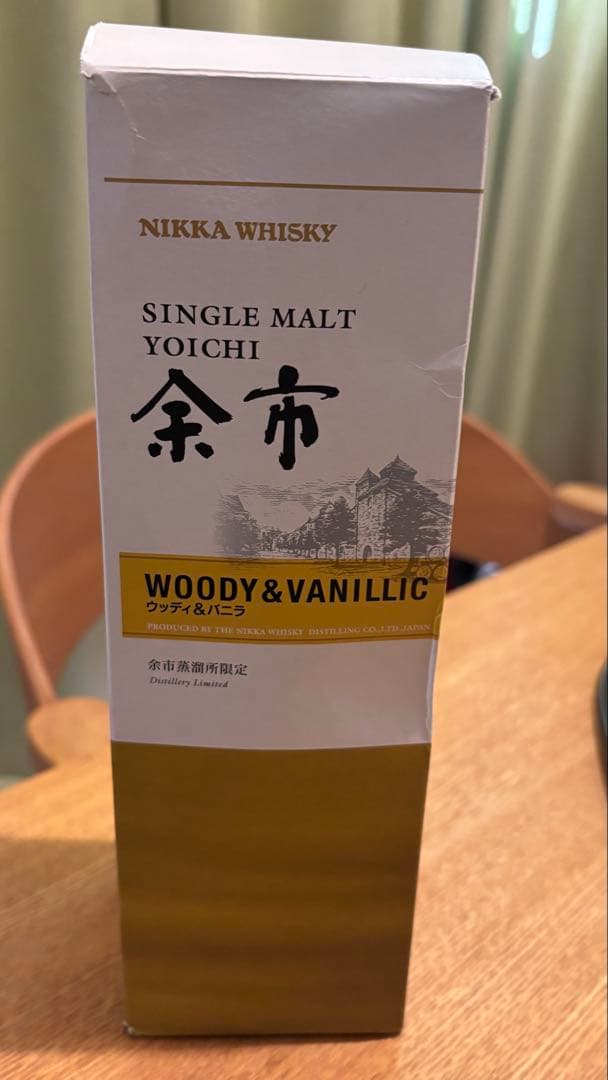 NIKKA WHISKY
SINGLE MALT
YOICHI
余市
WOODY&VANILLIC
ウッディ&バニラ
PRODUCED BY THE NIKKA WHISKY DISTILLING CO.,LTD.,JAPAN
余市蒸溜所限定
Distillery Limited